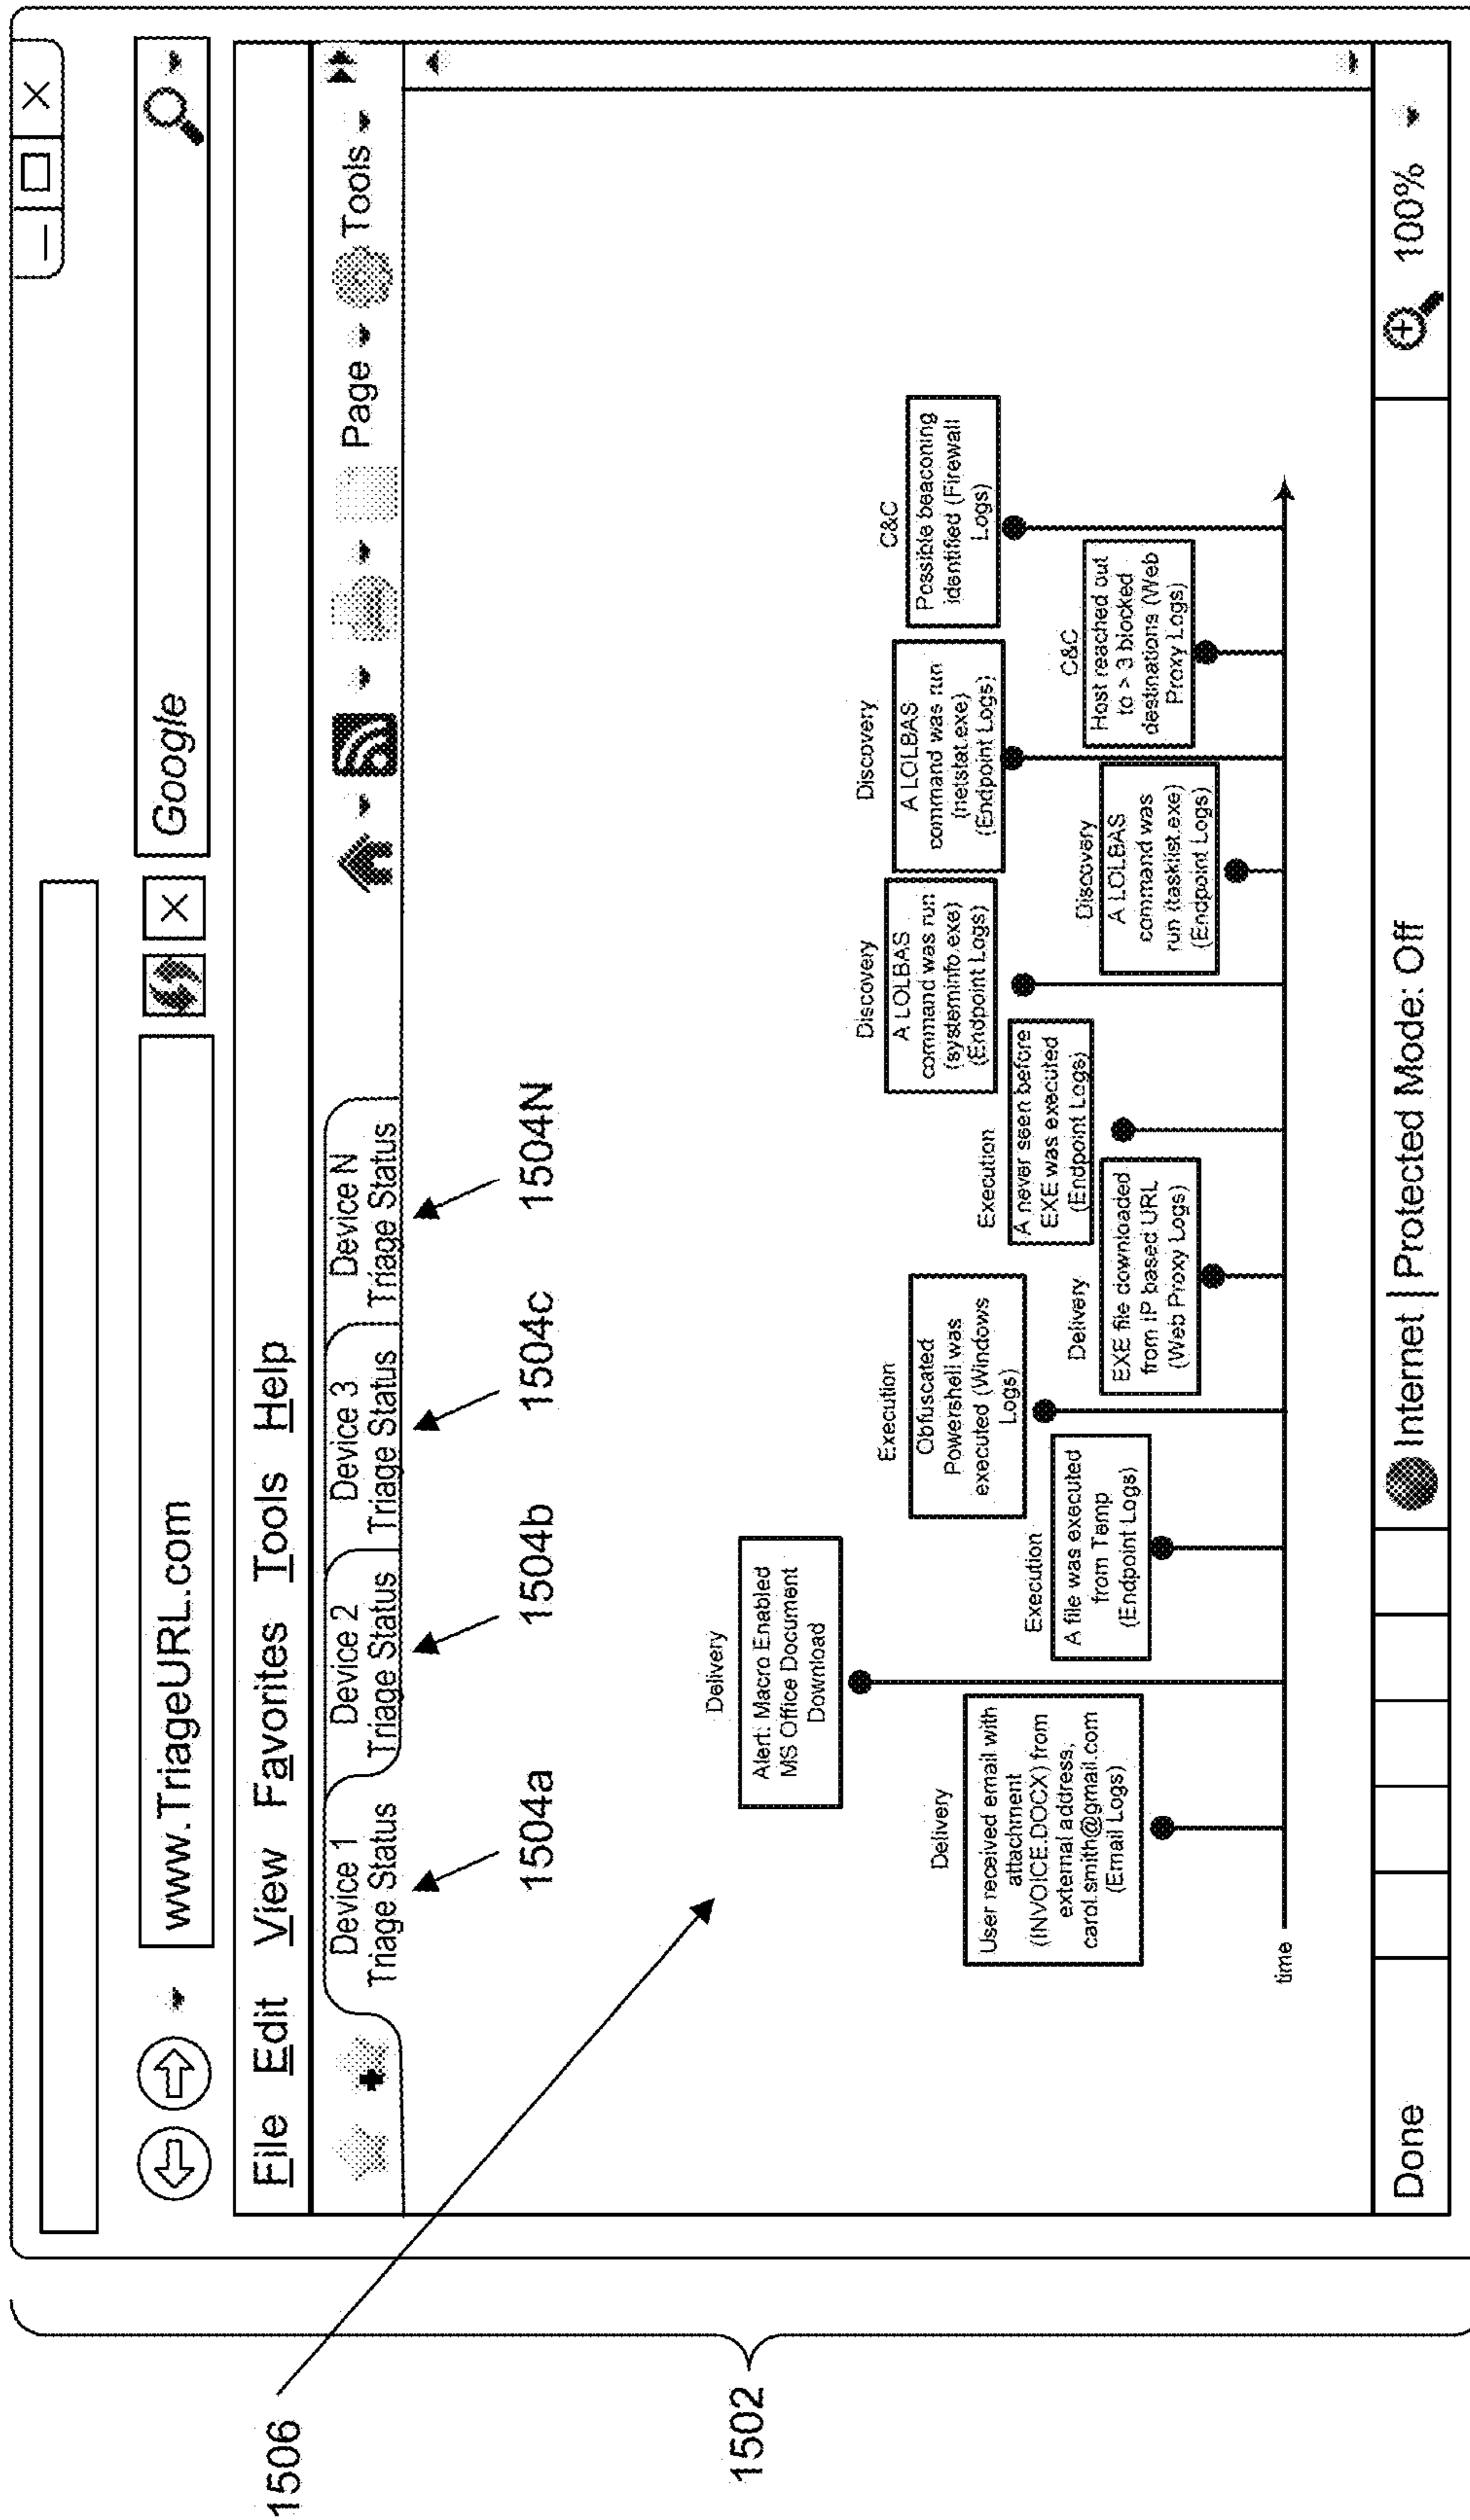 www.TriageURL.com
Google
File Edit View Favorites Tools Help
Device 1
Triage Status
Device 2
Triage Status
Device 3
Triage Status
Device N
Triage Status
Page
Tools
1504a
1504b
1504c
1504N
1506
1502
Delivery
User received email with
attachment
(INVOICE.DOCX) from
external address,
carol.smith@gmail.com
(Email Logs)
Delivery
Alert: Macro Enabled
MS Office Document
Download
Execution
A file was executed
from Temp
(Endpoint Logs)
Execution
Obfuscated
Powershell was
executed (Windows
Logs)
Delivery
EXE file downloaded
from IP based URL
(Web Proxy Logs)
Execution
A never seen before
EXE was executed
(Endpoint Logs)
Discovery
A LOLBAS
command was run
(systeminfo.exe)
(Endpoint Logs)
Discovery
A LOLBAS
command was
run (tasklist.exe)
(Endpoint Logs)
Discovery
A LOLBAS
command was run
(netstat.exe)
(Endpoint Logs)
C&C
Host reached out
to > 3 blocked
destinations (Web
Proxy Logs)
C&C
Possible beaconing
identified (Firewall
Logs)
time
Done
Internet | Protected Mode: Off
100%